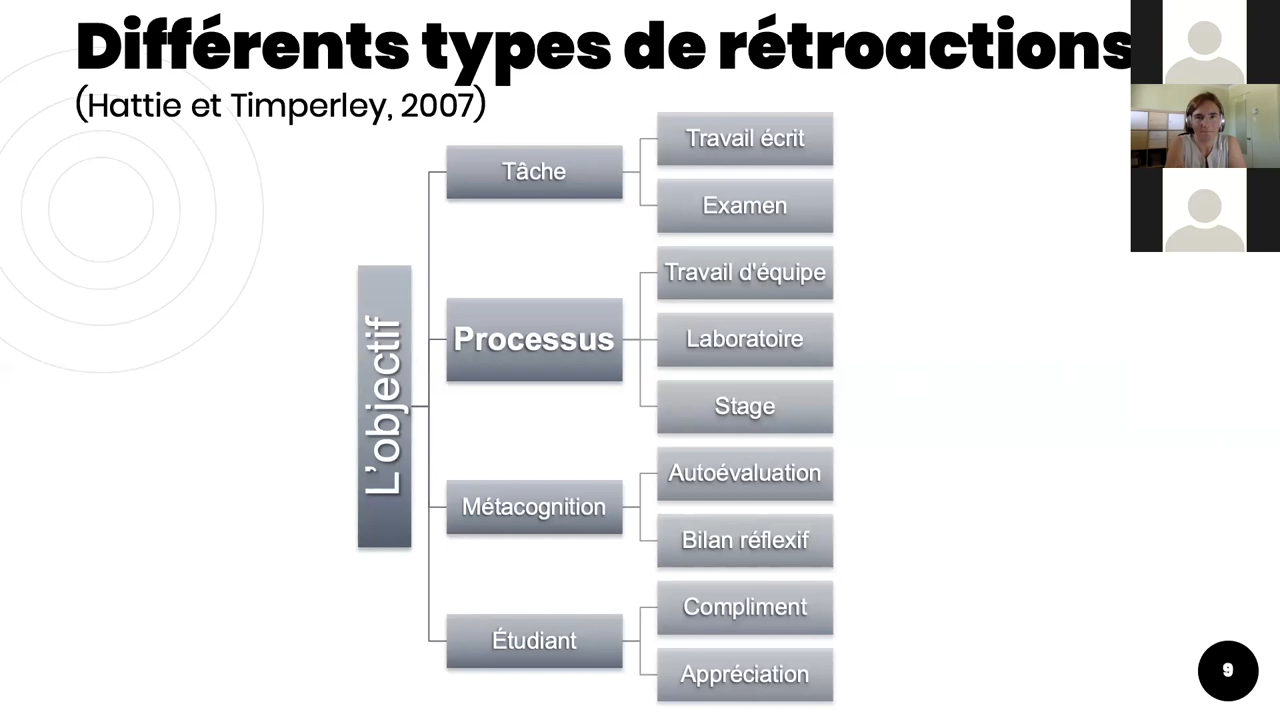 Différents types de rétroactions
(Hattie et Timperley, 2007)
L'objectif
Tâche
Travail écrit
Examen
Processus
Travail d'équipe
Laboratoire
Stage
Métacognition
Autoévaluation
Bilan réflexif
Étudiant
Compliment
Appréciation
9